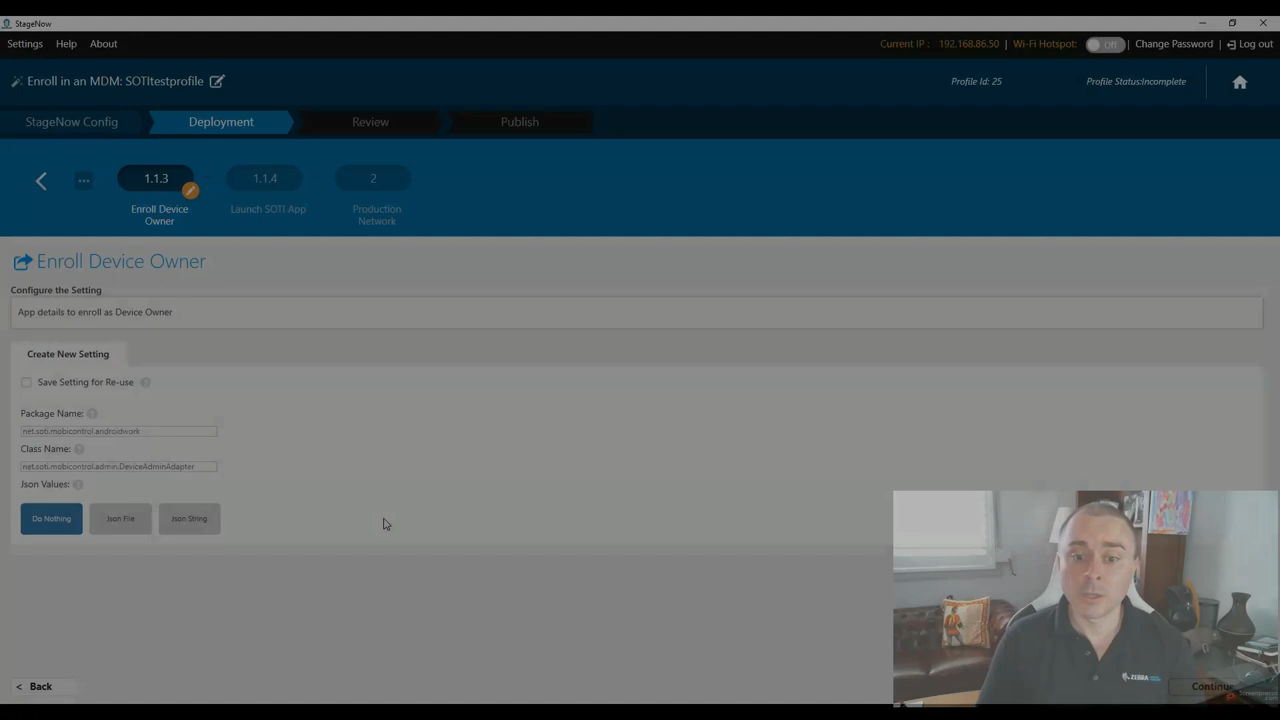 StageNow
Settings Help About
Current IP : 192.168.86.50 | Wi-Fi Hotspot: Off | Change Password | Log out
Enroll in an MDM: SOTItestprofile
Profile Id: 25
Profile Status:Incomplete
StageNow Config
Deployment
Review
Publish
...
1.1.3
1.1.4
2
Enroll Device
Owner
Launch SOTI App
Production
Network
Enroll Device Owner
Configure the Setting
App details to enroll as Device Owner
Create New Setting
Save Setting for Re-use ?
Package Name: ?
net.soti.mobicontrol.androidwork
Class Name: ?
net.soti.mobicontrol.admin.DeviceAdminAdapter
Json Values: ?
Do Nothing
Json File
Json String
ZEBRA
< Back
Continue